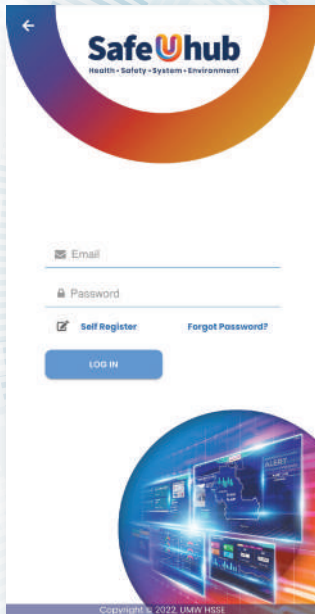 SafeUhub
Health • Safety • System • Environment
Email
Password
Self Register
Forgot Password?
LOG IN
ALERT
Copyright © 2022, UMW HSSE